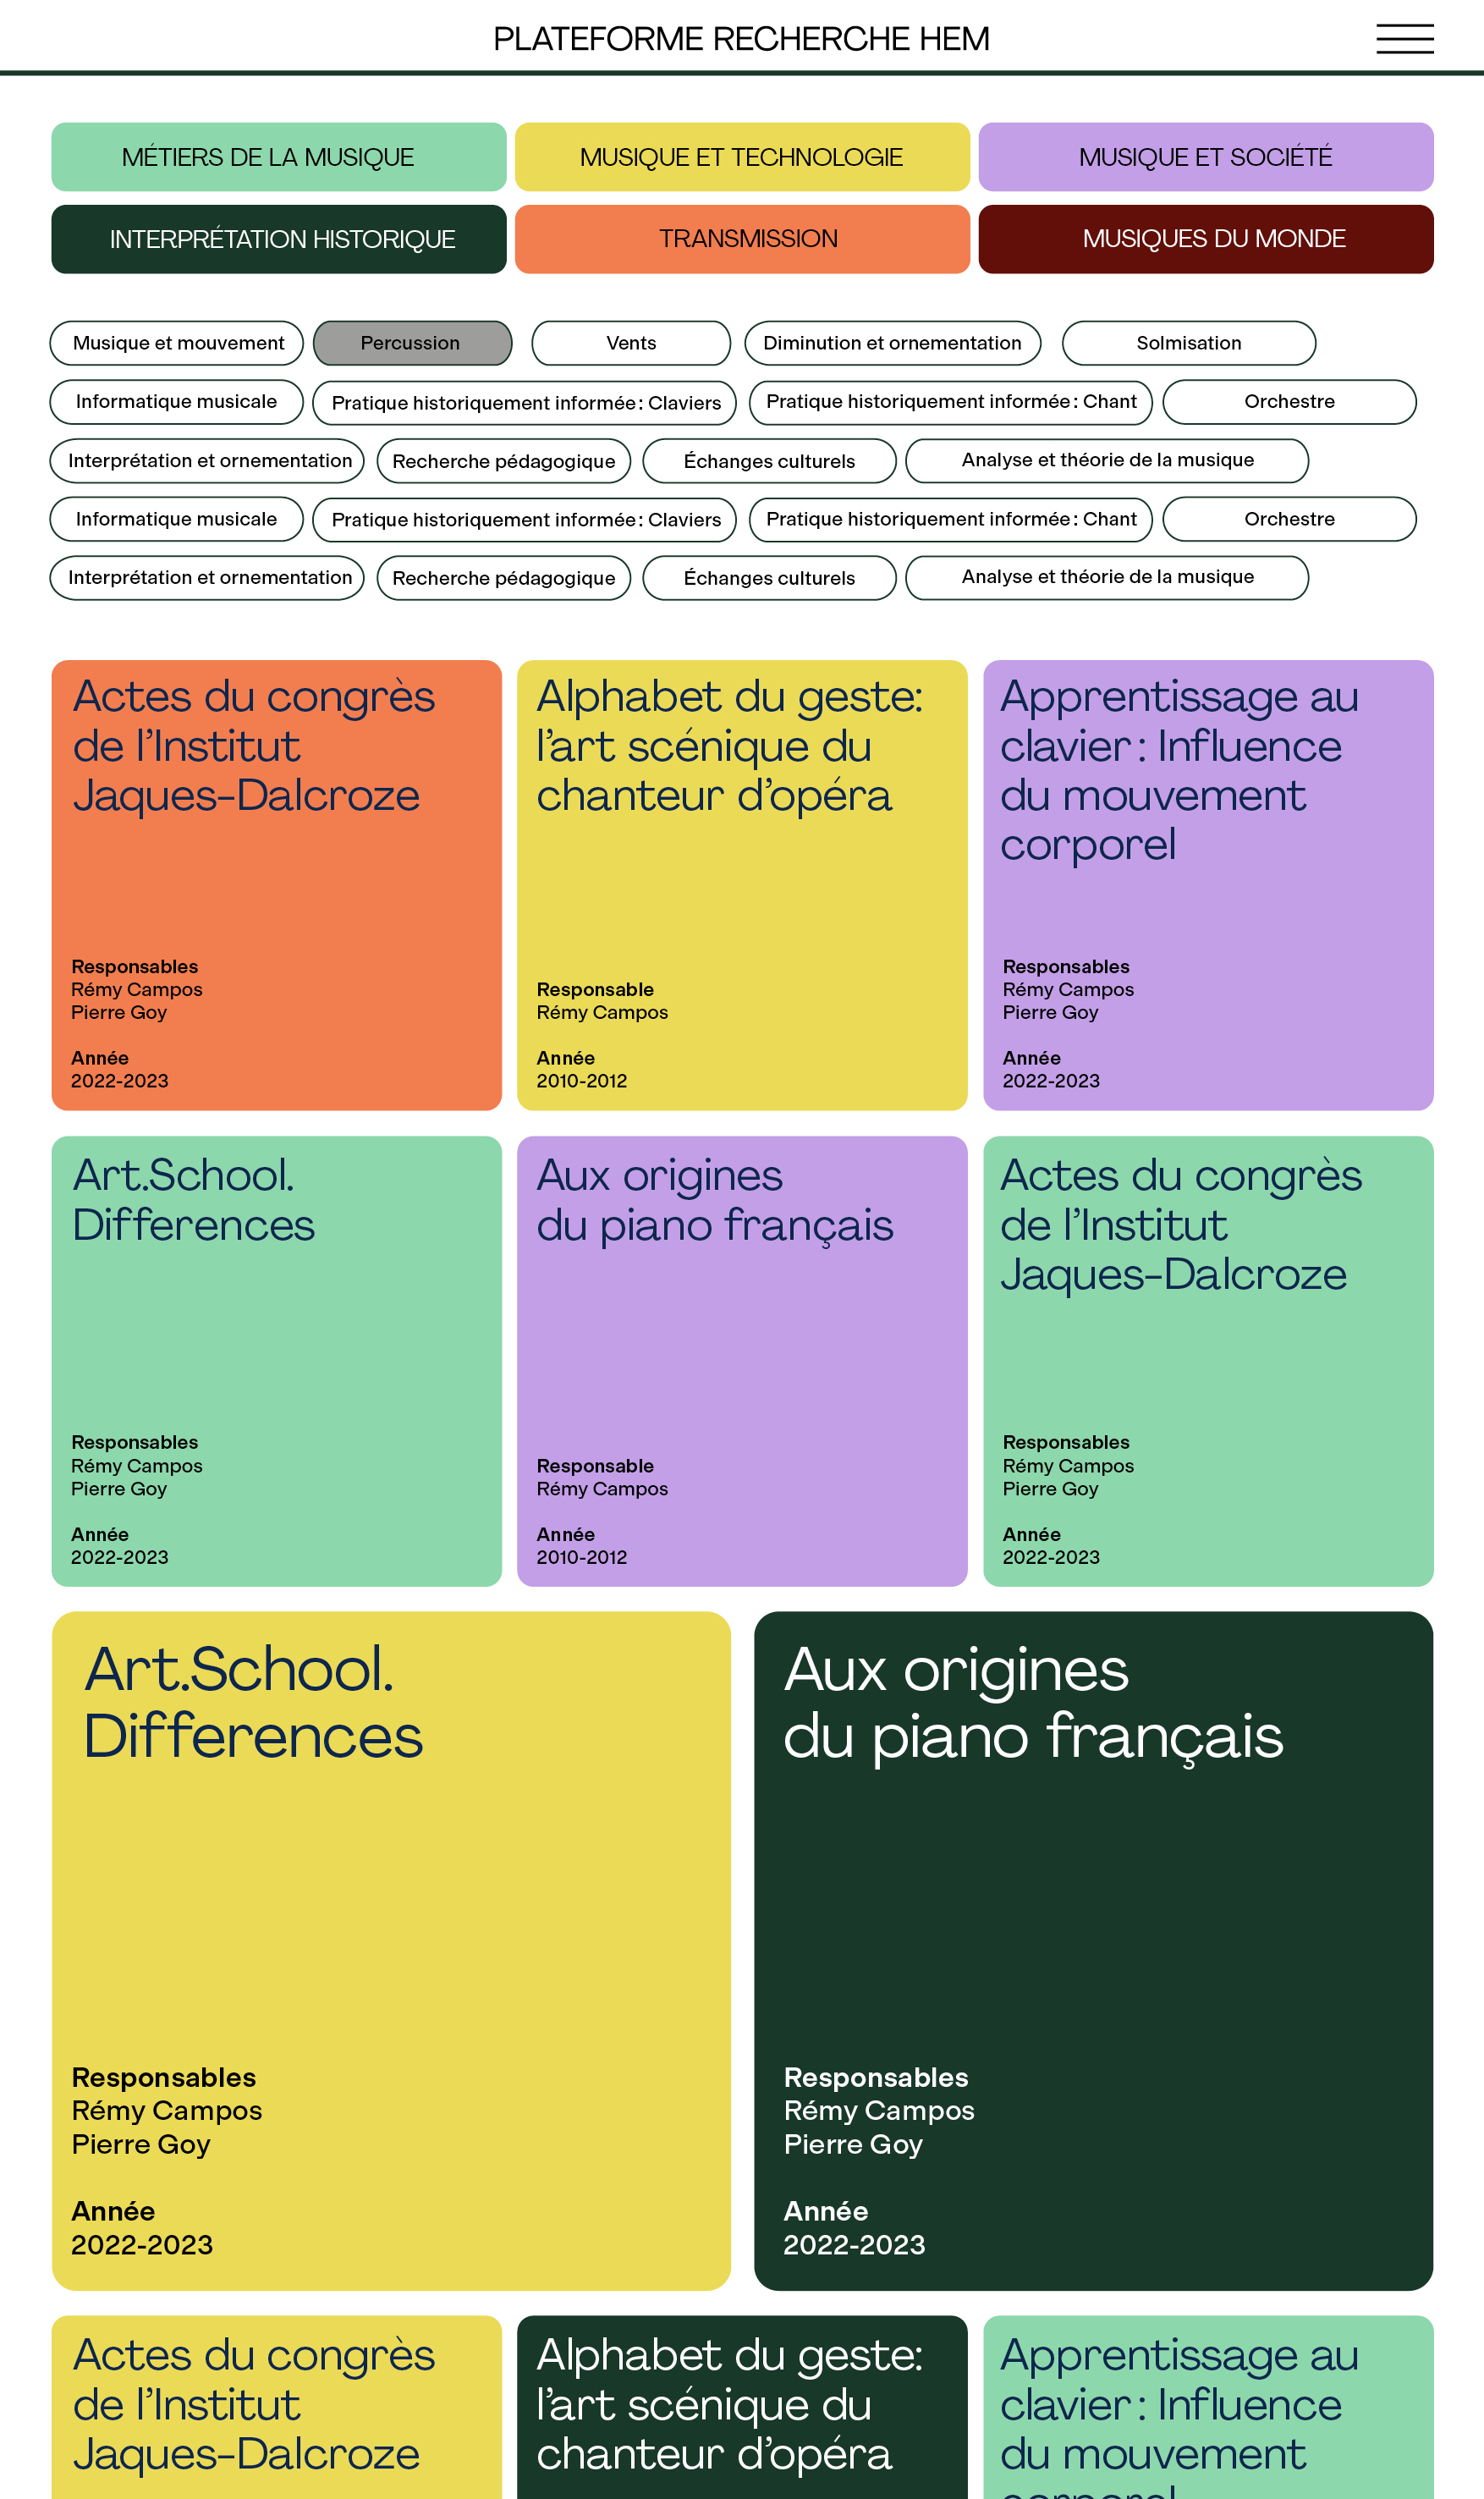 PLATEFORME RECHERCHE HEM
MÉTIERS DE LA MUSIQUE
MUSIQUE ET TECHNOLOGIE
MUSIQUE ET SOCIÉTÉ
INTERPRÉTATION HISTORIQUE
TRANSMISSION
MUSIQUES DU MONDE
Musique et mouvement
Percussion
Vents
Diminution et ornementation
Solmisation
Informatique musicale
Pratique historiquement informée : Claviers
Pratique historiquement informée : Chant
Orchestre
Interprétation et ornementation
Recherche pédagogique
Échanges culturels
Analyse et théorie de la musique
Informatique musicale
Pratique historiquement informée : Claviers
Pratique historiquement informée : Chant
Orchestre
Interprétation et ornementation
Recherche pédagogique
Échanges culturels
Analyse et théorie de la musique
Actes du congrès
de l’Institut
Jaques-Dalcroze
Responsables
Rémy Campos
Pierre Goy
Année
2022-2023
Alphabet du geste:
l’art scénique du
chanteur d’opéra
Responsable
Rémy Campos
Année
2010-2012
Apprentissage au
clavier : Influence
du mouvement
corporel
Responsables
Rémy Campos
Pierre Goy
Année
2022-2023
Art.School.
Differences
Responsables
Rémy Campos
Pierre Goy
Année
2022-2023
Aux origines
du piano français
Responsable
Rémy Campos
Année
2010-2012
Actes du congrès
de l’Institut
Jaques-Dalcroze
Responsables
Rémy Campos
Pierre Goy
Année
2022-2023
Art.School.
Differences
Responsables
Rémy Campos
Pierre Goy
Année
2022-2023
Aux origines
du piano français
Responsables
Rémy Campos
Pierre Goy
Année
2022-2023
Actes du congrès
de l’Institut
Jaques-Dalcroze
Alphabet du geste:
l’art scénique du
chanteur d’opéra
Apprentissage au
clavier : Influence
du mouvement
corporel